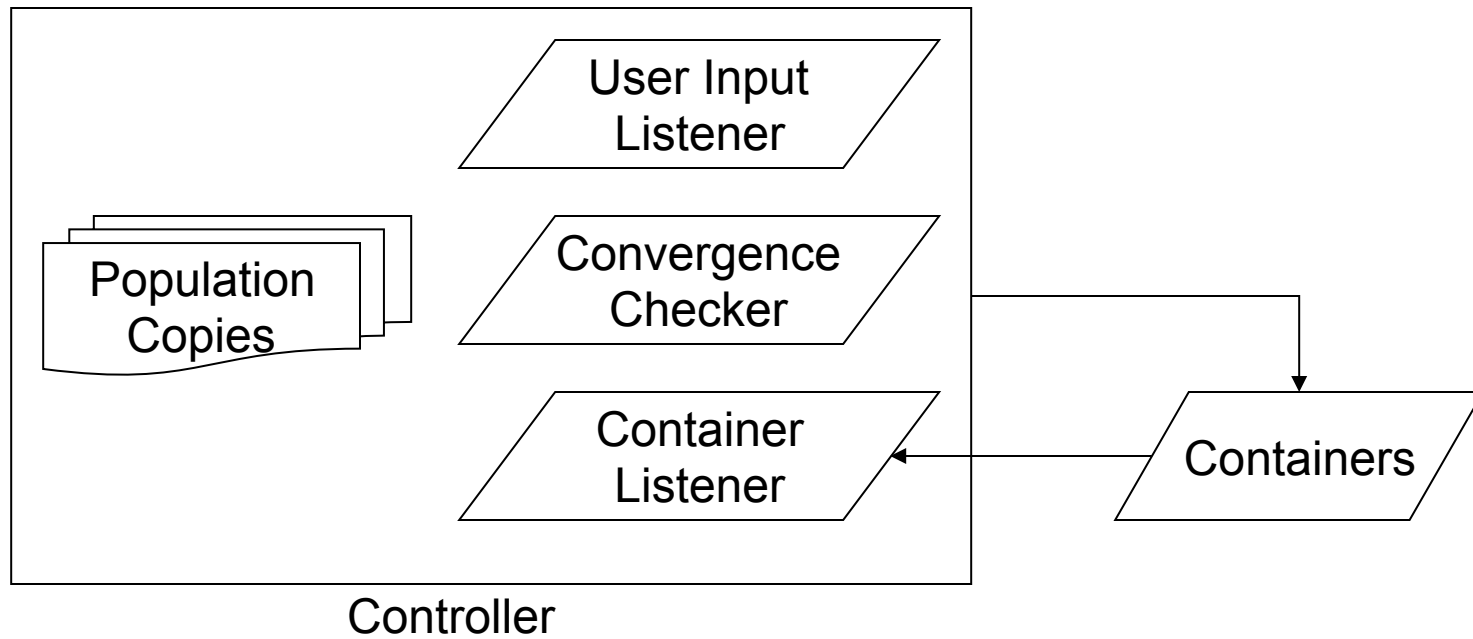 User Input
Listener
Population
Copies
Convergence
Checker
Container
Listener
Containers
Controller